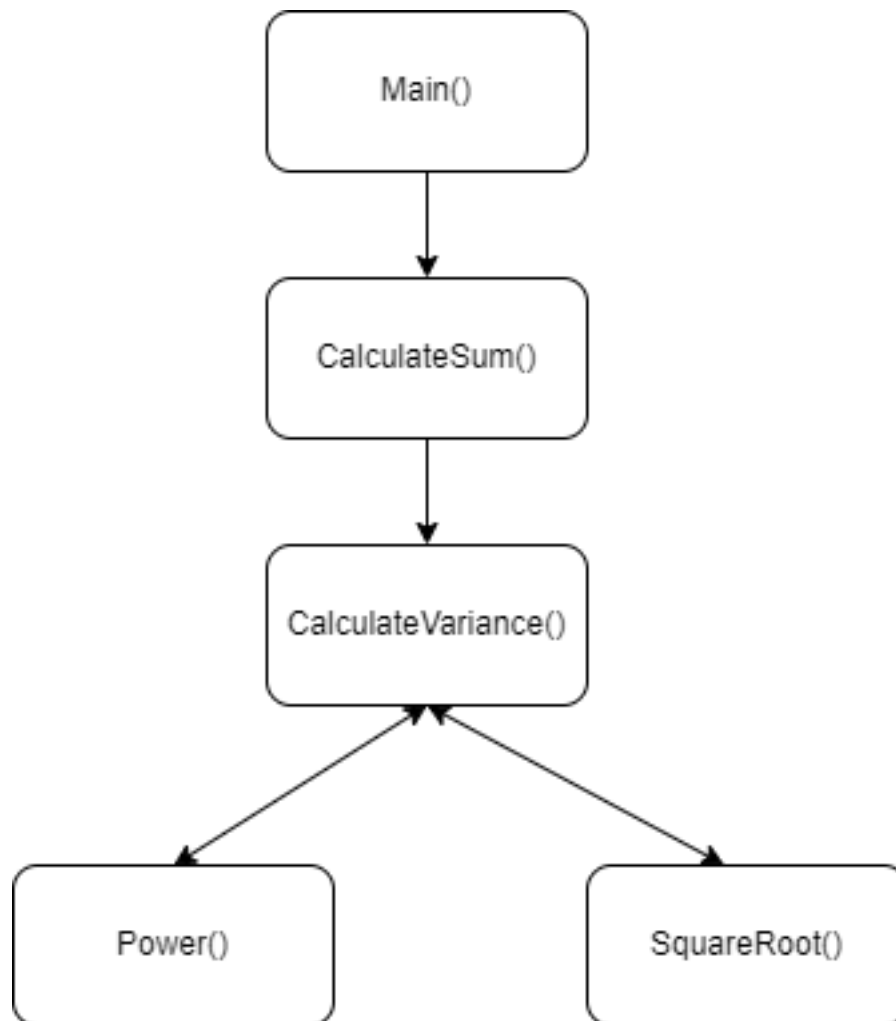 Main()
CalculateSum()
CalculateVariance()
Power()
SquareRoot()